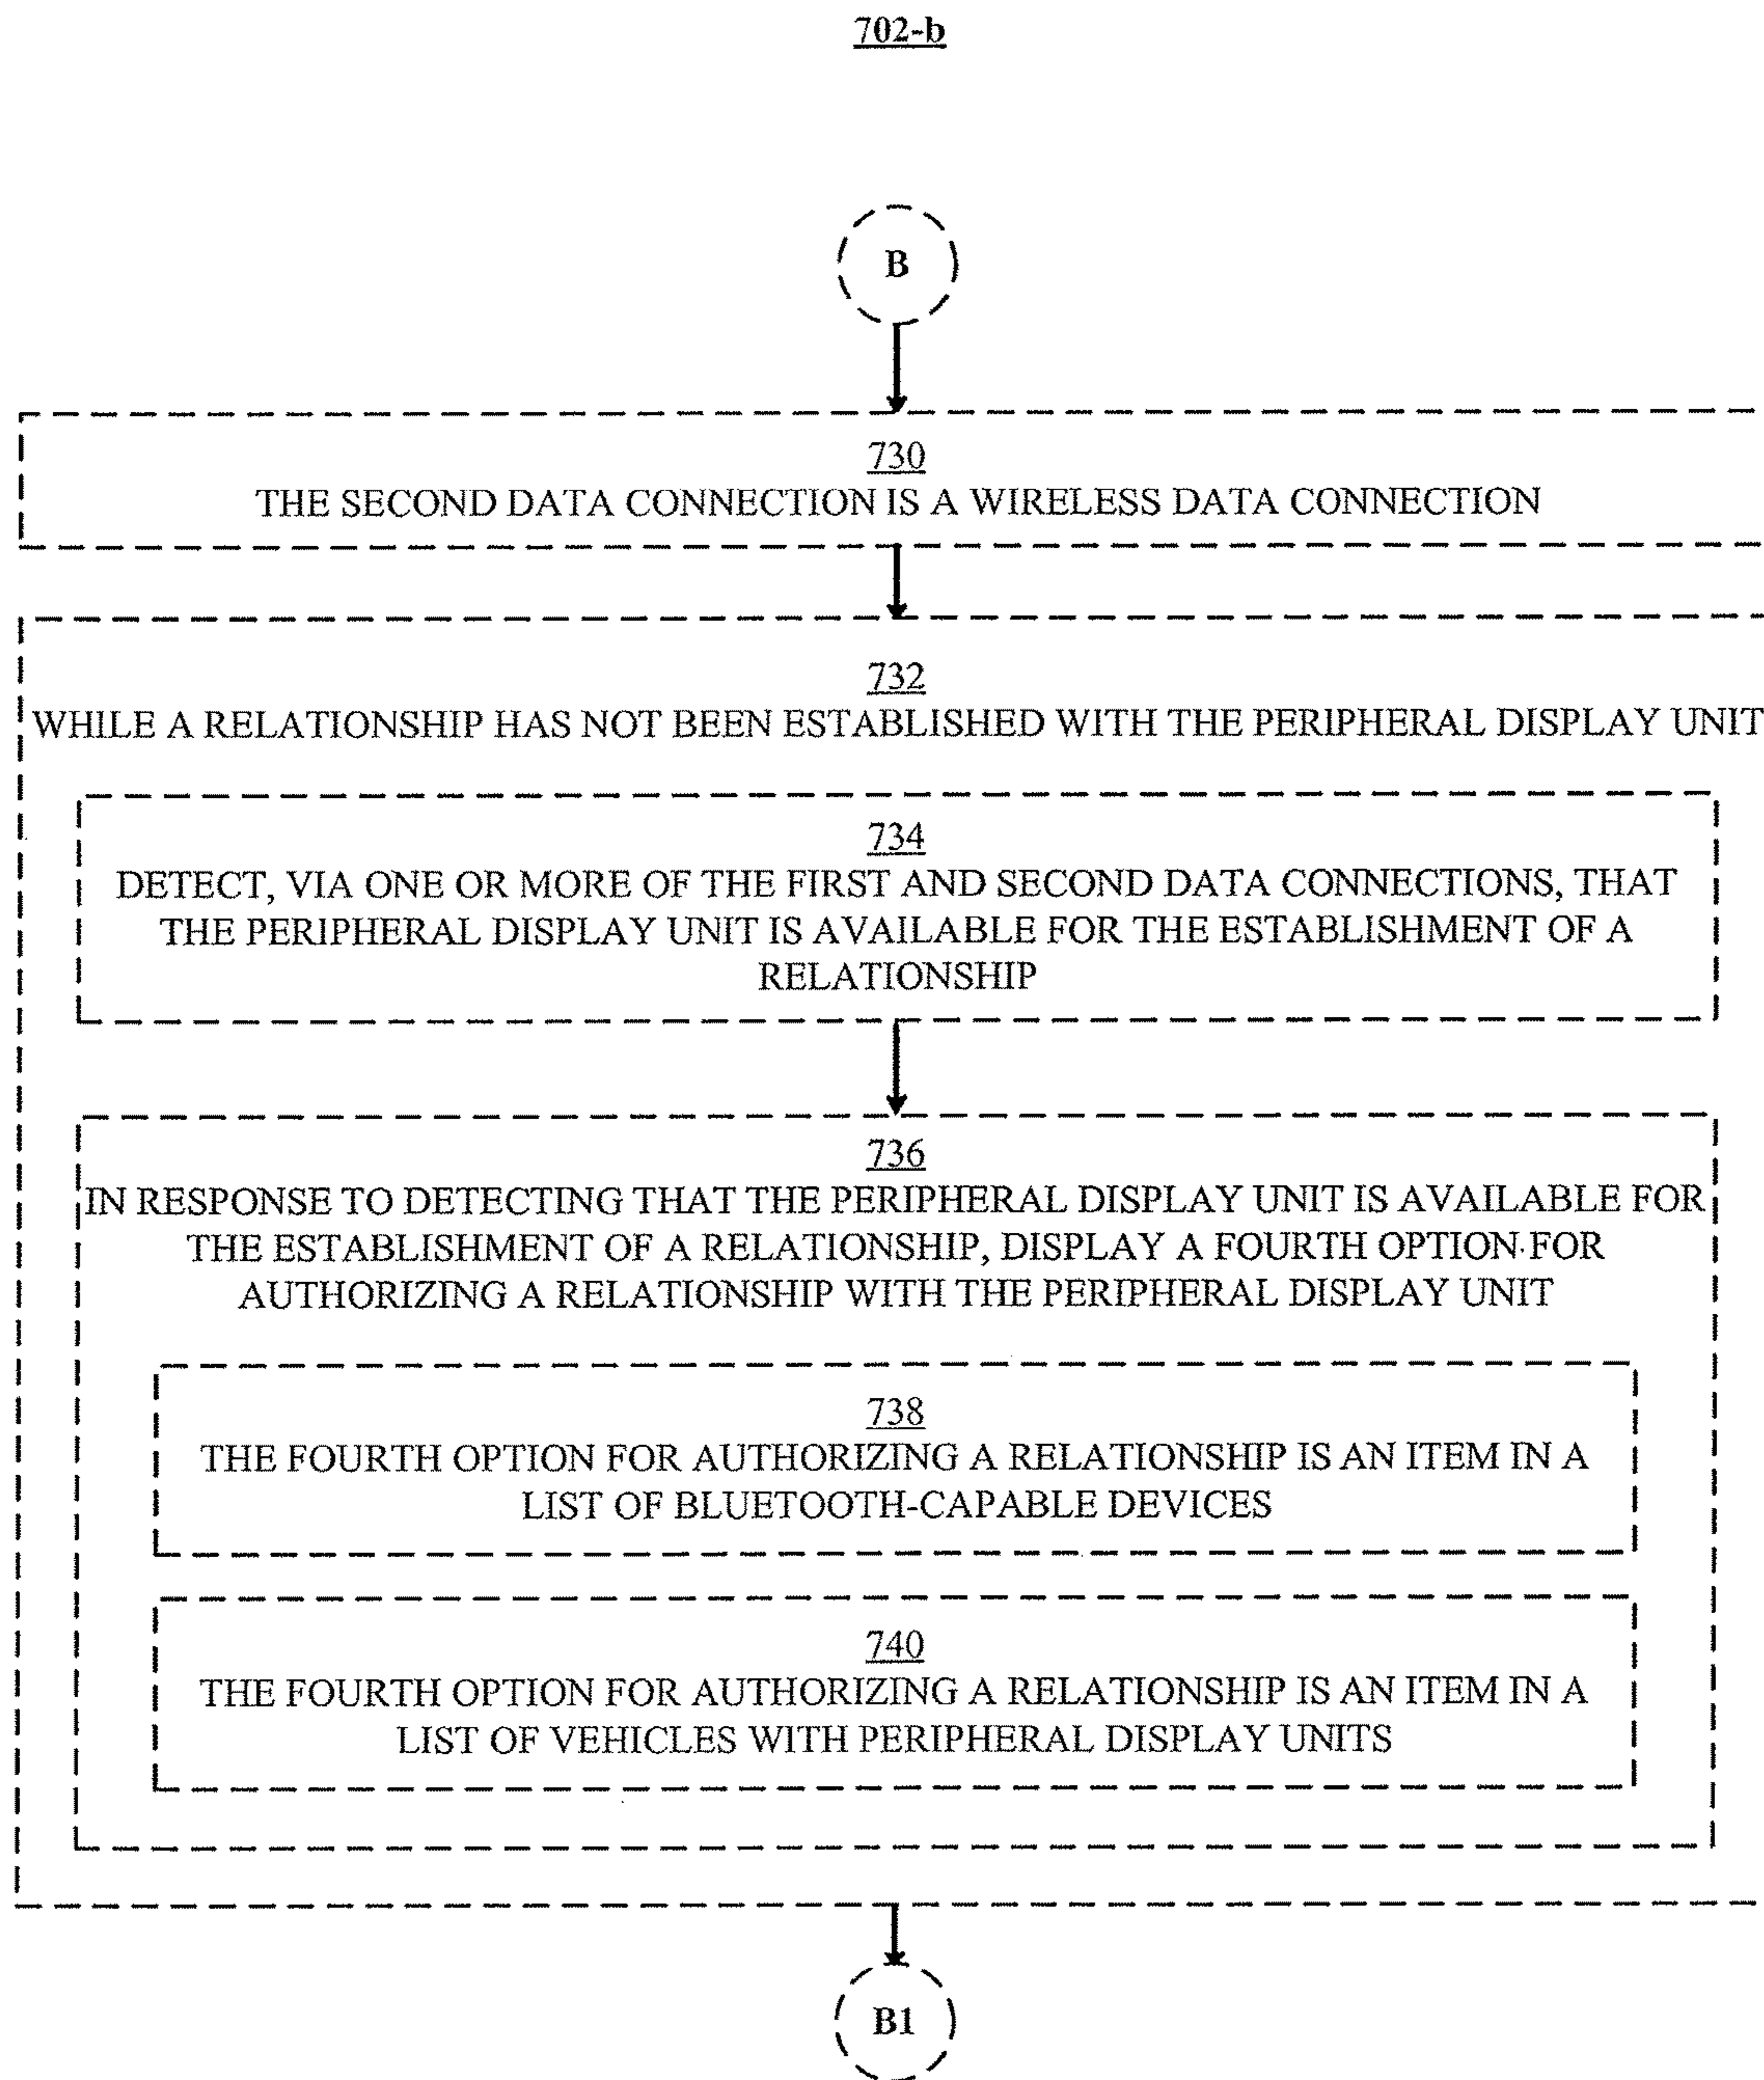 702-b
B
730
THE SECOND DATA CONNECTION IS A WIRELESS DATA CONNECTION
732
WHILE A RELATIONSHIP HAS NOT BEEN ESTABLISHED WITH THE PERIPHERAL DISPLAY UNIT
734
DETECT, VIA ONE OR MORE OF THE FIRST AND SECOND DATA CONNECTIONS, THAT
THE PERIPHERAL DISPLAY UNIT IS AVAILABLE FOR THE ESTABLISHMENT OF A
RELATIONSHIP
736
IN RESPONSE TO DETECTING THAT THE PERIPHERAL DISPLAY UNIT IS AVAILABLE FOR
THE ESTABLISHMENT OF A RELATIONSHIP, DISPLAY A FOURTH OPTION FOR
AUTHORIZING A RELATIONSHIP WITH THE PERIPHERAL DISPLAY UNIT
738
THE FOURTH OPTION FOR AUTHORIZING A RELATIONSHIP IS AN ITEM IN A
LIST OF BLUETOOTH-CAPABLE DEVICES
740
THE FOURTH OPTION FOR AUTHORIZING A RELATIONSHIP IS AN ITEM IN A
LIST OF VEHICLES WITH PERIPHERAL DISPLAY UNITS
B1